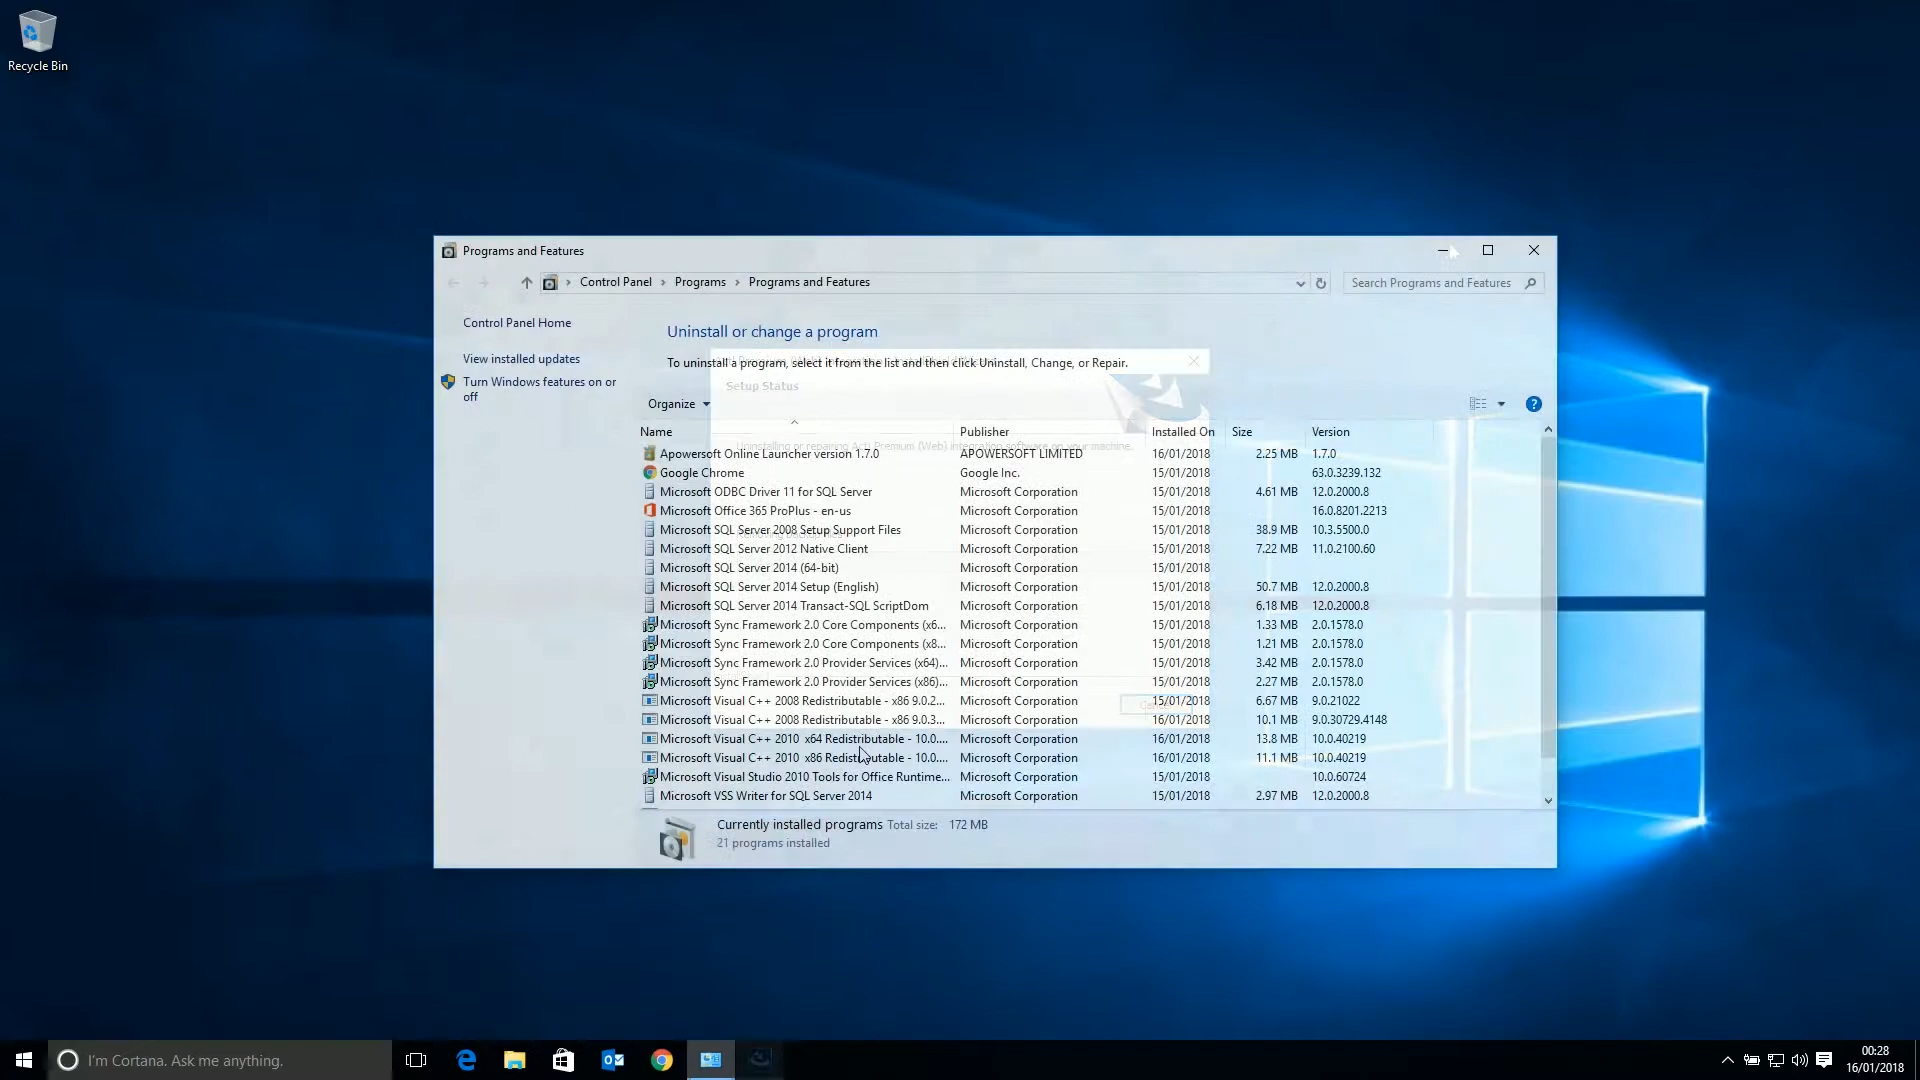 Recycle Bin
Programs and Features
Control Panel > Programs > Programs and Features
Search Programs and Features
Control Panel Home
View installed updates
Turn Windows features on or
off
Uninstall or change a program
To uninstall a program, select it from the list and then click Uninstall, Change, or Repair.
Setup Status
Organize
Name Publisher Installed On Size Version
Uninstalling or repairing Act! Premium (Web) integration software on your machine.
Apowersoft Online Launcher version 1.7.0 APOWERSOFT LIMITED 16/01/2018 2.25 MB 1.7.0
Google Chrome Google Inc. 15/01/2018 63.0.3239.132
Microsoft ODBC Driver 11 for SQL Server Microsoft Corporation 15/01/2018 4.61 MB 12.0.2000.8
Microsoft Office 365 ProPlus - en-us Microsoft Corporation 15/01/2018 16.0.8201.2213
Microsoft SQL Server 2008 Setup Support Files Microsoft Corporation 15/01/2018 38.9 MB 10.3.5500.0
Microsoft SQL Server 2012 Native Client Microsoft Corporation 15/01/2018 7.22 MB 11.0.2100.60
Microsoft SQL Server 2014 (64-bit) Microsoft Corporation 15/01/2018
Microsoft SQL Server 2014 Setup (English) Microsoft Corporation 15/01/2018 50.7 MB 12.0.2000.8
Microsoft SQL Server 2014 Transact-SQL ScriptDom Microsoft Corporation 15/01/2018 6.18 MB 12.0.2000.8
Microsoft Sync Framework 2.0 Core Components (x6... Microsoft Corporation 15/01/2018 1.33 MB 2.0.1578.0
Microsoft Sync Framework 2.0 Core Components (x8... Microsoft Corporation 15/01/2018 1.21 MB 2.0.1578.0
Microsoft Sync Framework 2.0 Provider Services (x64)... Microsoft Corporation 15/01/2018 3.42 MB 2.0.1578.0
Microsoft Sync Framework 2.0 Provider Services (x86)... Microsoft Corporation 15/01/2018 2.27 MB 2.0.1578.0
Microsoft Visual C++ 2008 Redistributable - x86 9.0.2... Microsoft Corporation 15/01/2018 6.67 MB 9.0.21022
Microsoft Visual C++ 2008 Redistributable - x86 9.0.3... Microsoft Corporation 16/01/2018 10.1 MB 9.0.30729.4148
Microsoft Visual C++ 2010 x64 Redistributable - 10.0.... Microsoft Corporation 16/01/2018 13.8 MB 10.0.40219
Microsoft Visual C++ 2010 x86 Redistributable - 10.0.... Microsoft Corporation 16/01/2018 11.1 MB 10.0.40219
Microsoft Visual Studio 2010 Tools for Office Runtime... Microsoft Corporation 15/01/2018 10.0.60724
Microsoft VSS Writer for SQL Server 2014 Microsoft Corporation 15/01/2018 2.97 MB 12.0.2000.8
Currently installed programs Total size: 172 MB
21 programs installed
I'm Cortana. Ask me anything.
00:28
16/01/2018